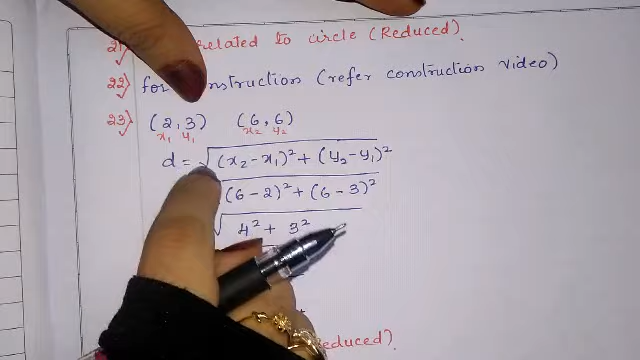 21) related to circle (Reduced).
22) for construction (refer construction video)
23) (2, 3) (6, 6)
x₁ y₁ x₂ y₂
d = √(x₂ - x₁)² + (y₂ - y₁)²
(6 - 2)² + (6 - 3)²
√4² + 3²
Reduced).